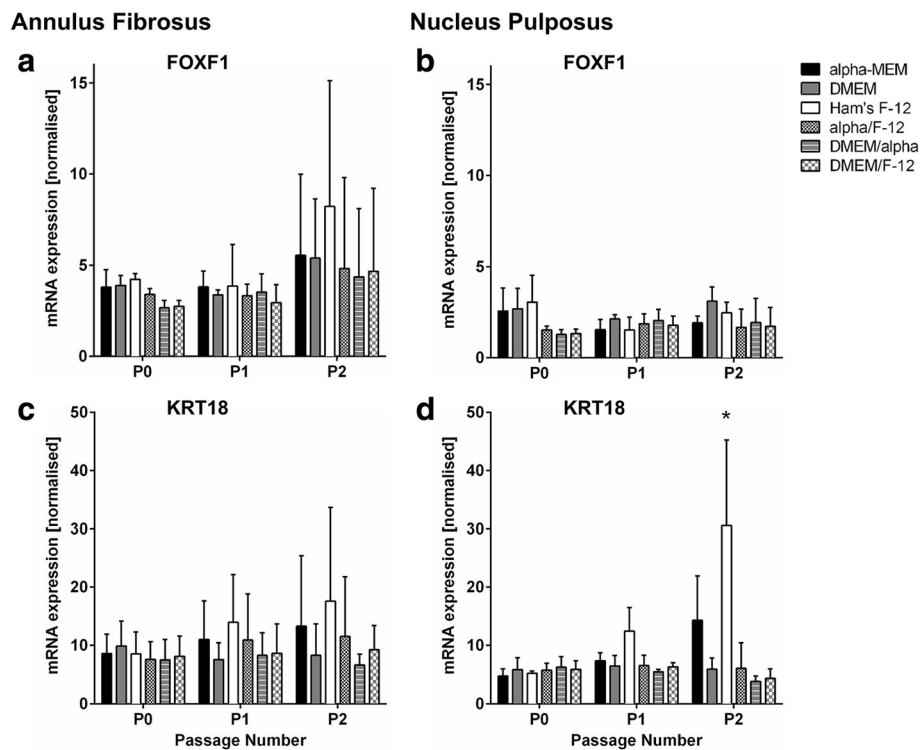 Annulus Fibrosus
Nucleus Pulposus
a
FOXF1
mRNA expression [normalised]
15
10
5
0
P0 P1 P2
b
FOXF1
mRNA expression [normalised]
15
10
5
0
P0 P1 P2
alpha-MEM
DMEM
Ham's F-12
alpha/F-12
DMEM/alpha
DMEM/F-12
c
KRT18
mRNA expression [normalised]
50
40
30
20
10
0
P0 P1 P2
Passage Number
d
KRT18
*
mRNA expression [normalised]
50
40
30
20
10
0
P0 P1 P2
Passage Number